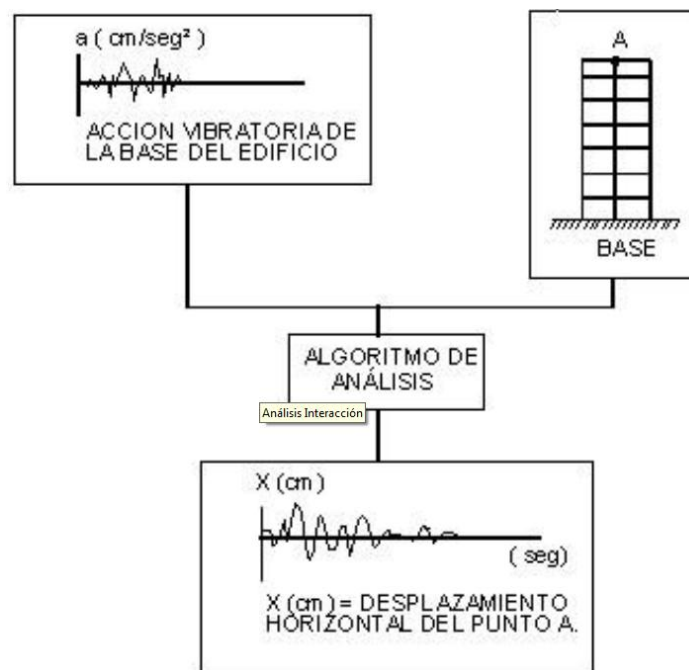 a ( cm/seg² )
ACCION VIBRATORIA DE
LA BASE DEL EDIFICIO
A
BASE
ALGORITMO DE
ANÁLISIS
Análisis Interacción
X (cm)
( seg)
X (cm) = DESPLAZAMIENTO
HORIZONTAL DEL PUNTO A.